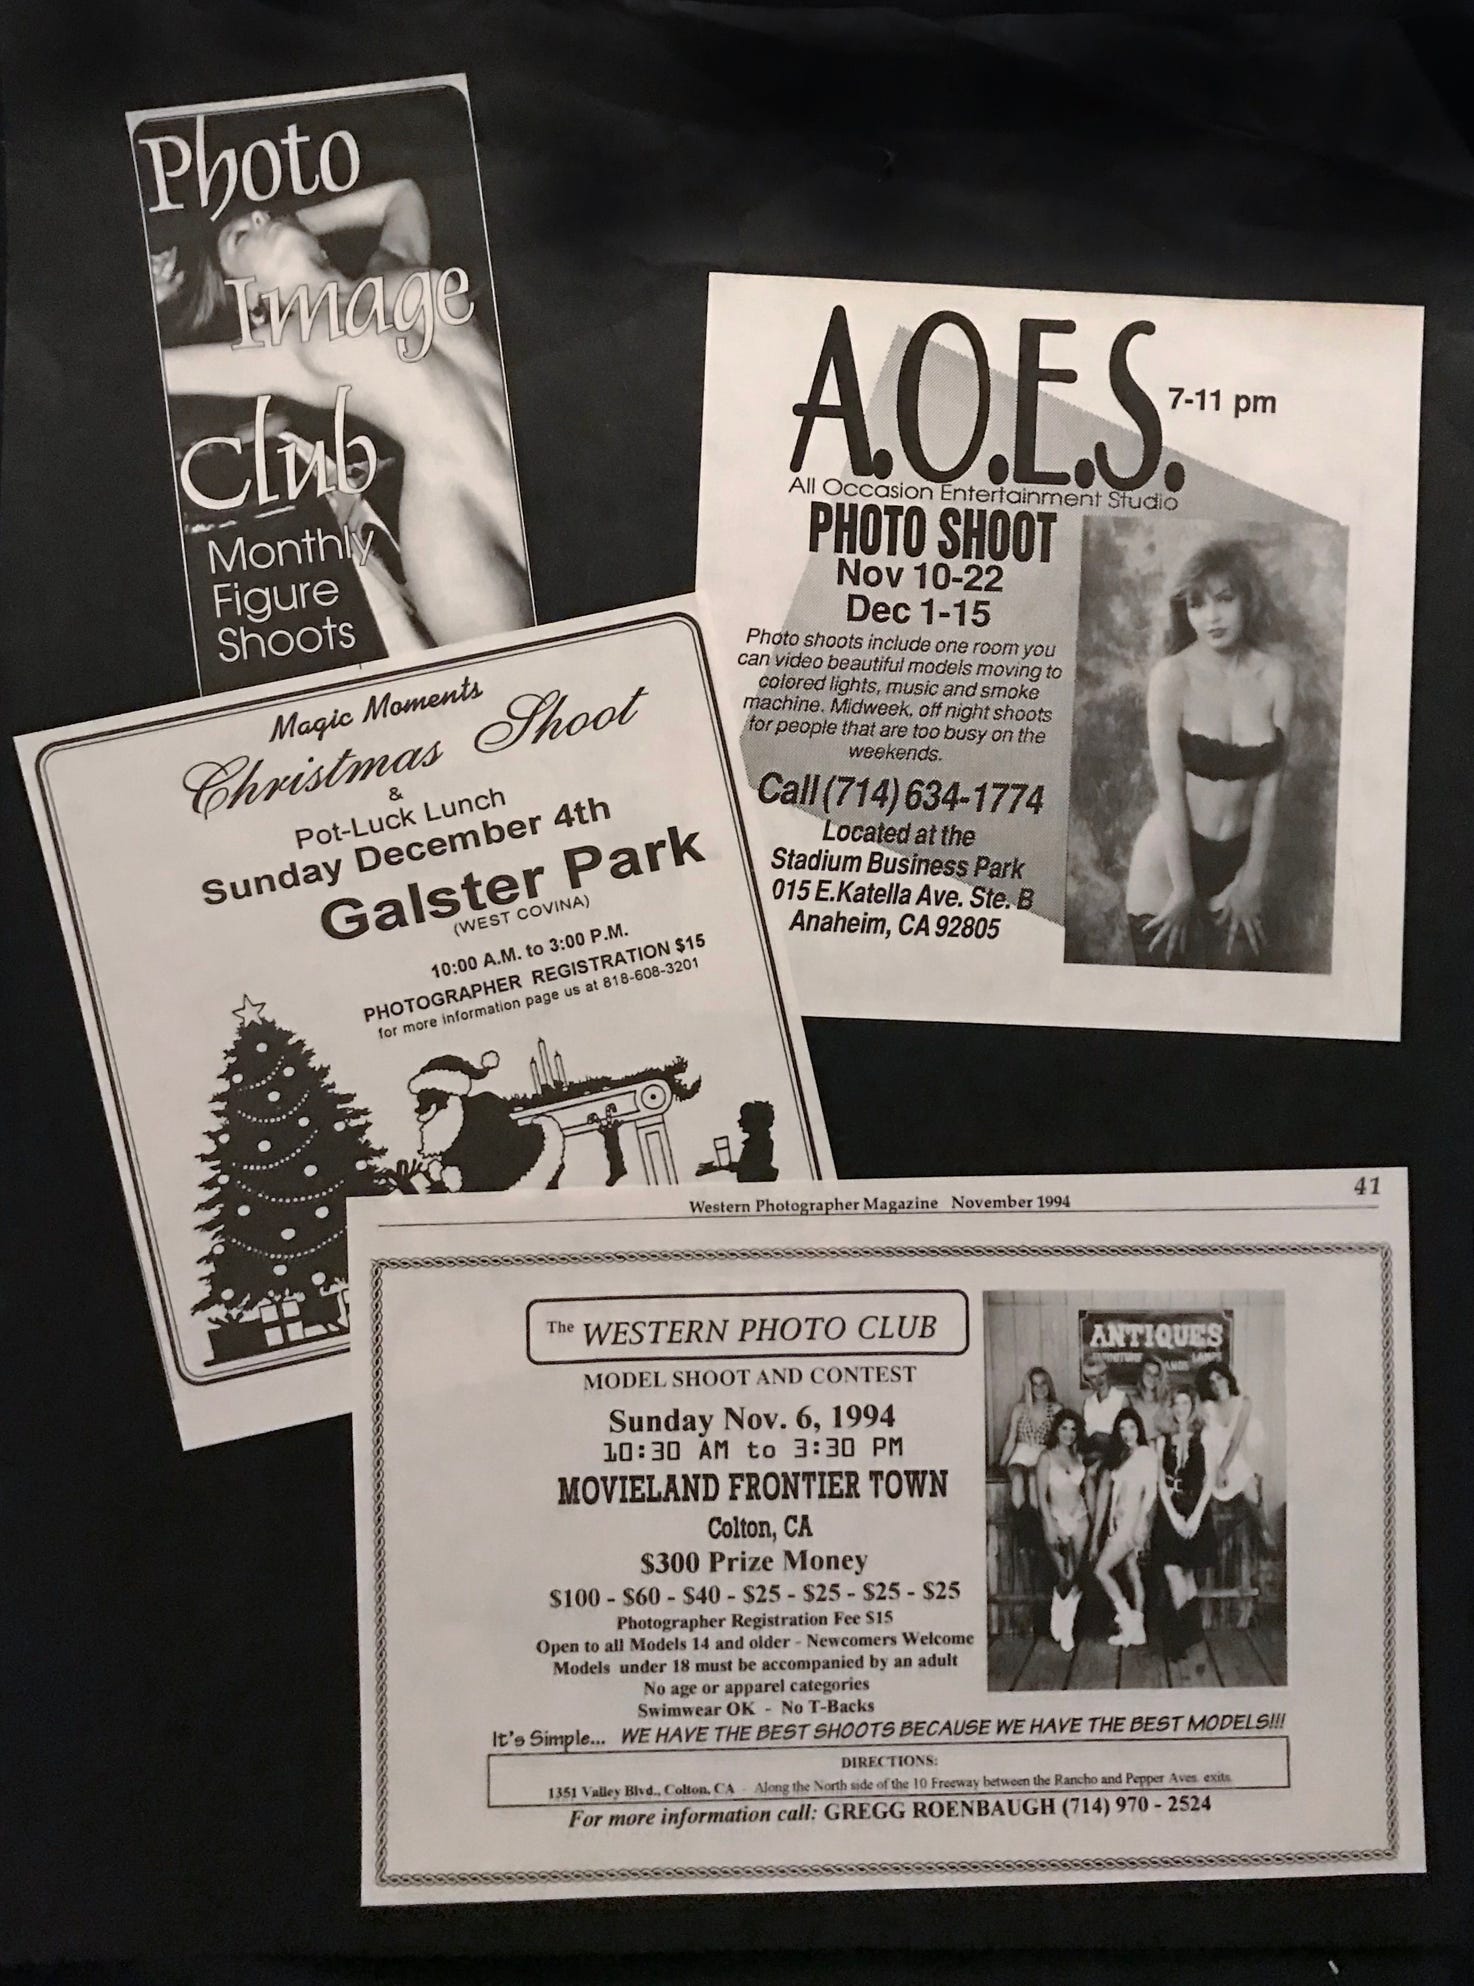 Photo
Image
Club
Monthly
Figure
Shoots
A.O.E.S.
7-11 pm
All Occasion Entertainment Studio
PHOTO SHOOT
Nov 10-22
Dec 1-15
Photo shoots include one room you
can video beautiful models moving to
colored lights, music and smoke
machine. Midweek, off night shoots
for people that are too busy on the
weekends.
Call (714) 634-1774
Located at the
Stadium Business Park
015 E.Katella Ave. Ste. B
Anaheim, CA 92805
Magic Moments
Christmas Shoot
&
Pot-Luck Lunch
Sunday December 4th
Galster Park
(WEST COVINA)
10:00 A.M. to 3:00 P.M.
PHOTOGRAPHER REGISTRATION $15
for more information page us at 818-608-3201
Western Photographer Magazine November 1994
41
The WESTERN PHOTO CLUB
MODEL SHOOT AND CONTEST
Sunday Nov. 6, 1994
10:30 AM to 3:30 PM
MOVIELAND FRONTIER TOWN
Colton, CA
$300 Prize Money
$100 - $60 - $40 - $25 - $25 - $25 - $25
Photographer Registration Fee $15
Open to all Models 14 and older - Newcomers Welcome
Models under 18 must be accompanied by an adult
No age or apparel categories
Swimwear OK - No T-Backs
ANTIQUES
It's Simple... WE HAVE THE BEST SHOOTS BECAUSE WE HAVE THE BEST MODELS!!!
DIRECTIONS:
1351 Valley Blvd., Colton, CA - Along the North side of the 10 Freeway between the Rancho and Pepper Aves. exits
For more information call: GREGG ROENBAUGH (714) 970 - 2524